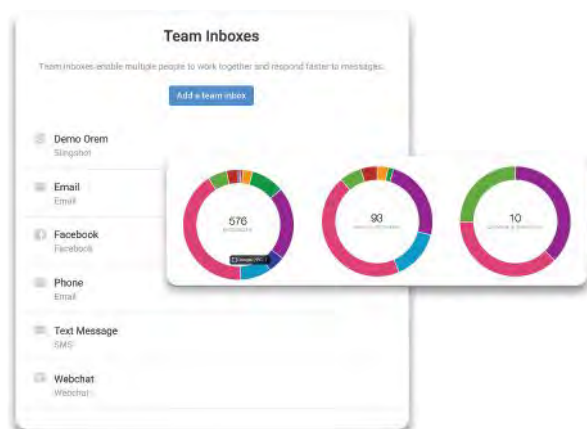 Team Inboxes
Team inboxes enable multiple people to work together and respond faster to messages.
Add a team inbox
Demo Orem
Slingshot
Email
Email
Facebook
Facebook
Phone
Email
Text Message
SMS
Webchat
Webchat
576
93
10